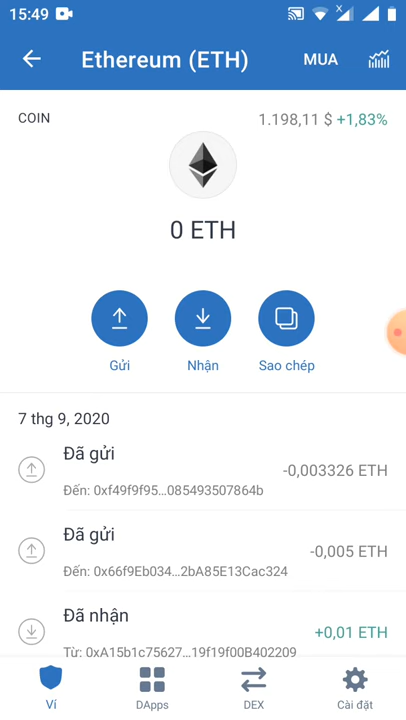 15:49
Ethereum (ETH)
MUA
COIN
1.198,11 $ +1,83%
0 ETH
Gửi
Nhận
Sao chép
7 thg 9, 2020
Đã gửi
-0,003326 ETH
Đến: 0xf49f9f95...085493507864b
Đã gửi
-0,005 ETH
Đến: 0x66f9Eb034...2bA85E13Cac324
Đã nhận
+0,01 ETH
Từ: 0xA15b1c75627...19f19f00B402209
Ví
DApps
DEX
Cài đặt